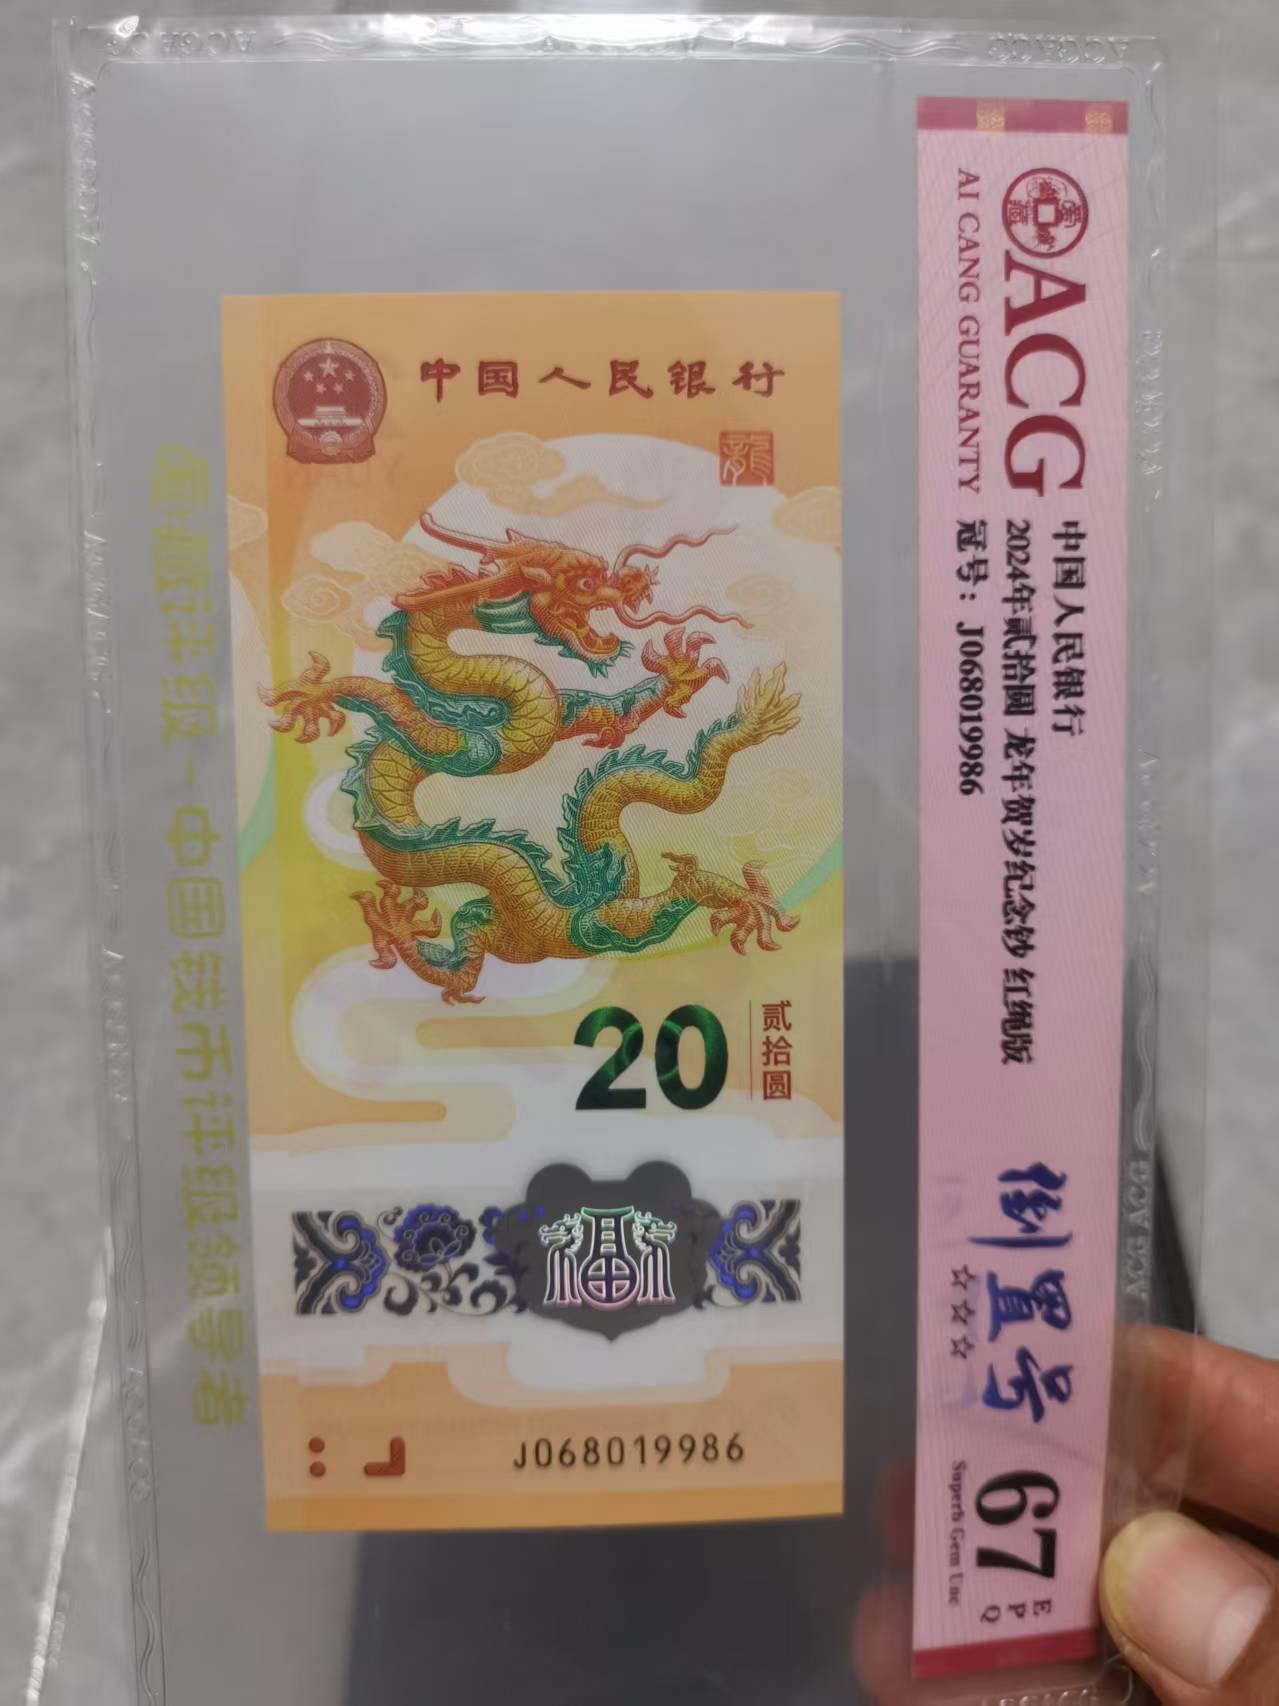 中国人民银行
龍
20
贰拾圆
J068019986
ACG
AI CANG GUARANTY
中国人民银行
2024年贰拾圆 龙年贺岁纪念钞 红绳版
冠号：J068019986
倒置号
☆☆☆
67
EPQ
Superb Gem Unc
爱藏评级-中国钱币评级领导者